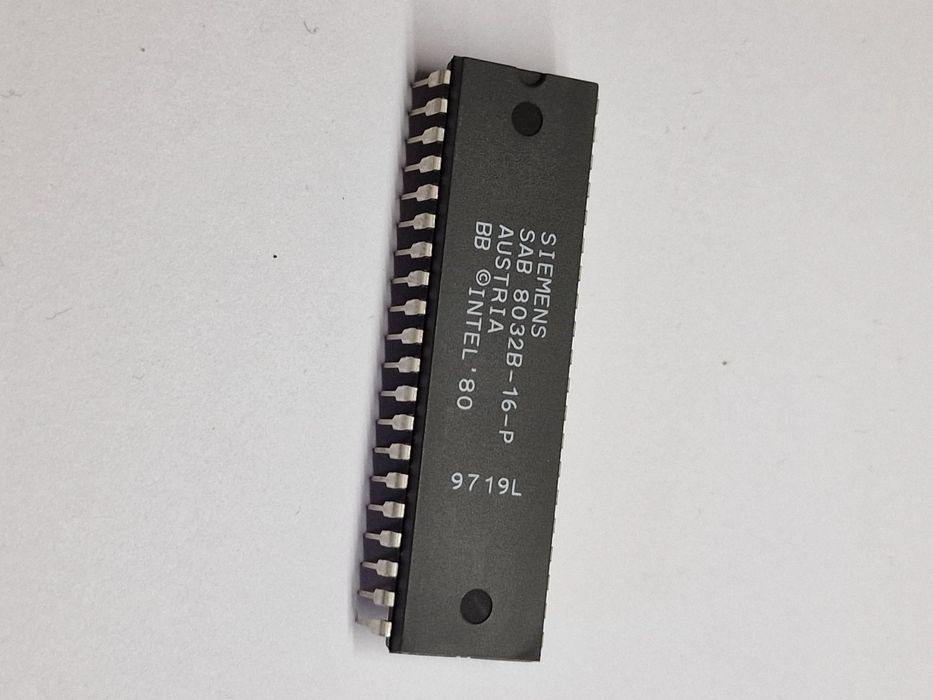 SIEMENS
SAB 8032B-16-P
AUSTRIA
BB ©INTEL '80
9719L